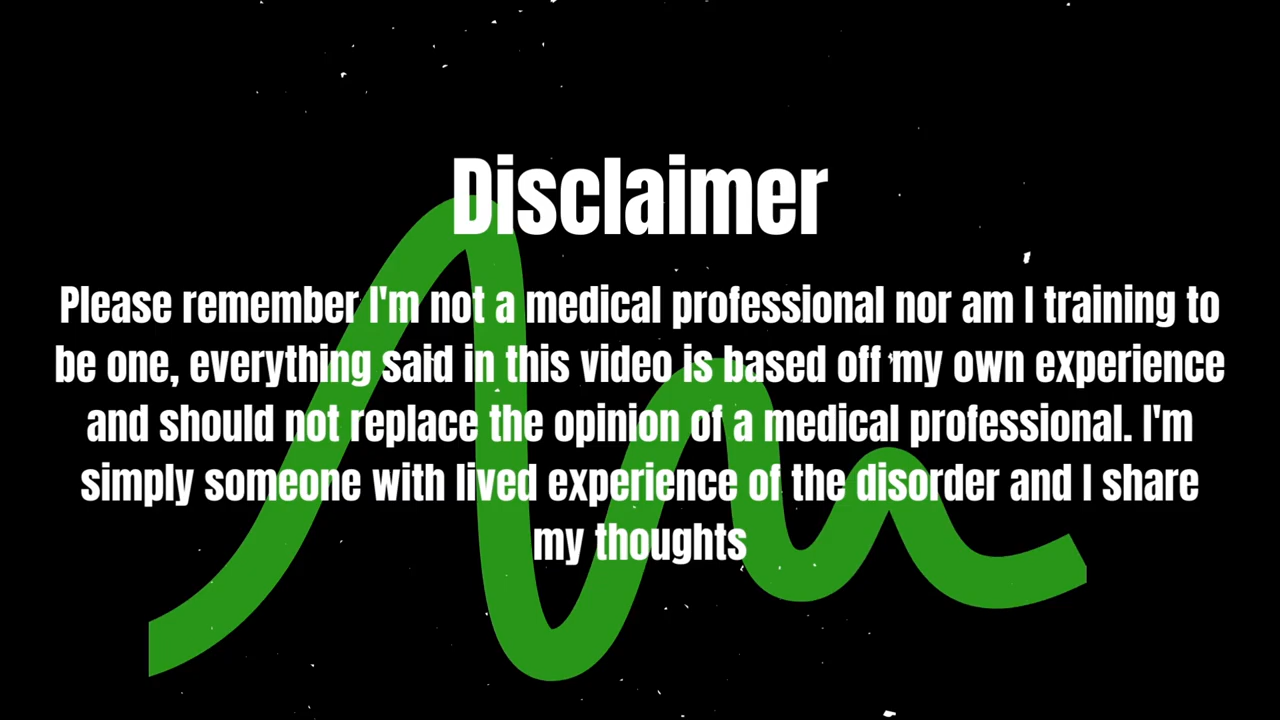 Disclaimer
Please remember I'm not a medical professional nor am I training to
be one, everything said in this video is based off my own experience
and should not replace the opinion of a medical professional. I'm
simply someone with lived experience of the disorder and I share
my thoughts